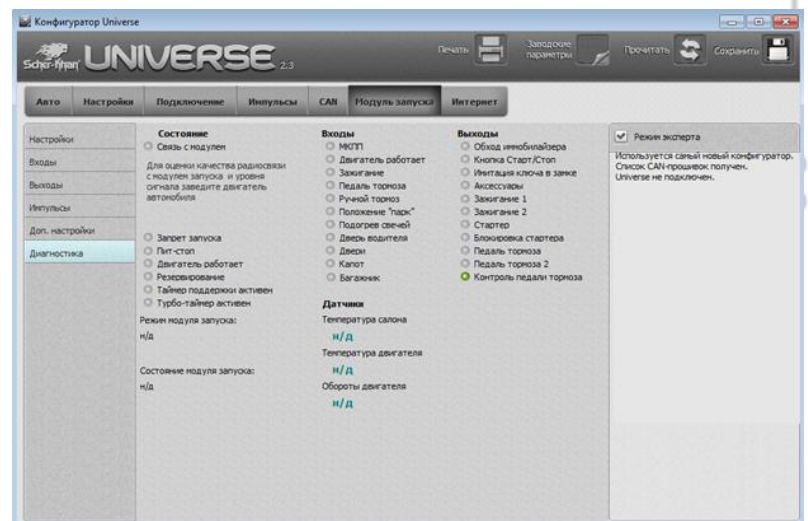 Конфигуратор Universe
Scher-Khan UNIVERSE 2.3
Печать
Заводские параметры
Прочитать
Сохранить
Авто Настройки Подключение Импульсы CAN Модуль запуска Интернет
Настройки
Входы
Выходы
Импульсы
Доп. настройки
Диагностика
Состояние
Связь с модулем
Для оценки качества радиосвязи
с модулем запуска и уровня
сигнала заведите двигатель
автомобиля
Запрет запуска
Пит-стоп
Двигатель работает
Резервирование
Таймер поддержки активен
Турбо-таймер активен
Режим модуля запуска:
н/д
Состояние модуля запуска:
н/д
Входы
МКПП
Двигатель работает
Зажигание
Педаль тормоза
Ручной тормоз
Положение "парк"
Подогрев свечей
Дверь водителя
Двери
Капот
Багажник
Датчики
Температура салона
н/д
Температура двигателя
н/д
Обороты двигателя
н/д
Выходы
Обход иммобилайзера
Кнопка Старт/Стоп
Имитация ключа в замке
Аксессуары
Зажигание 1
Зажигание 2
Стартер
Блокировка стартера
Педаль тормоза
Педаль тормоза 2
Контроль педали тормоза
Режим эксперта
Используется самый новый конфигуратор.
Список CAN-прошивок получен.
Universe не подключен.